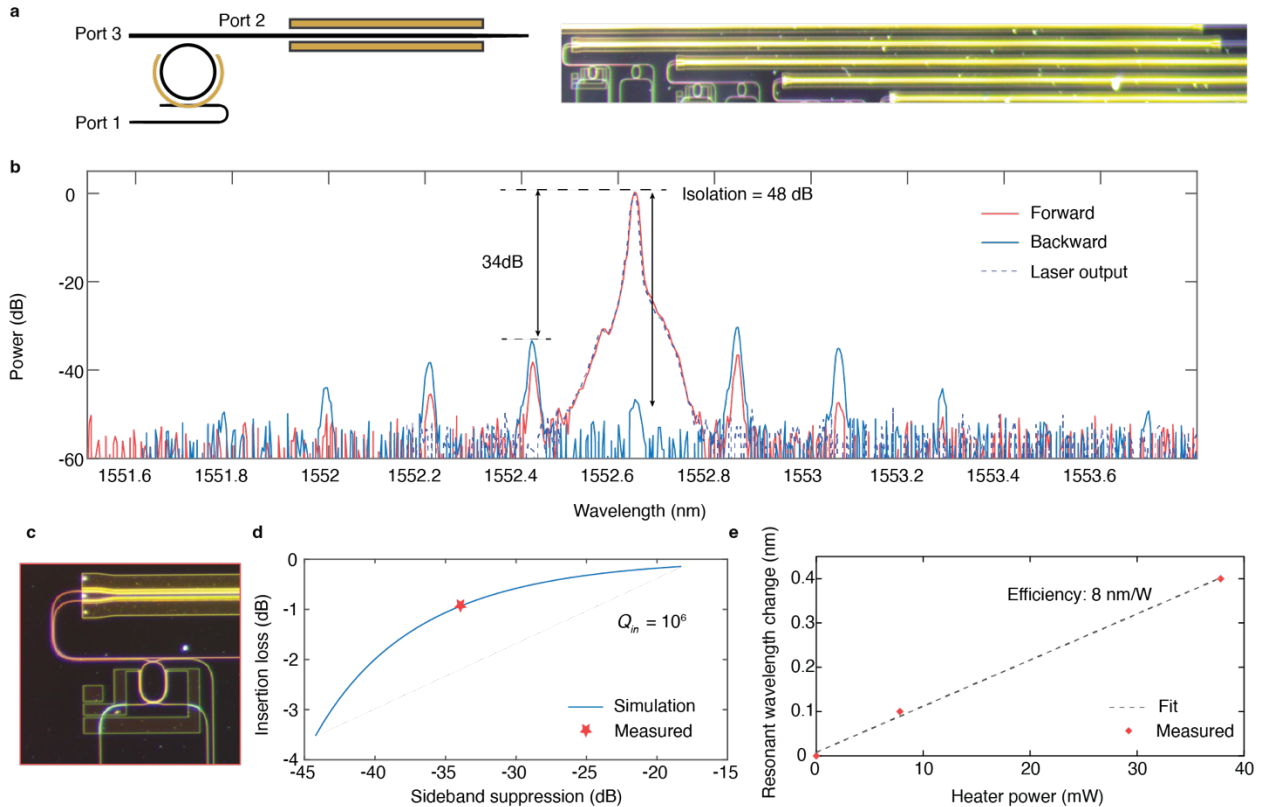 a
Port 2
Port 3
Port 1
b
0
-20
-40
-60
Power (dB)
Isolation = 48 dB
34dB
Forward
Backward
Laser output
1551.6
1551.8
1552
1552.2
1552.4
1552.6
1552.8
1553
1553.2
1553.4
1553.6
Wavelength (nm)
c
d
0
-1
-2
-3
-4
Insertion loss (dB)
Qin = 10⁶
Simulation
Measured
-45
-40
-35
-30
-25
-20
-15
Sideband suppression (dB)
e
0.4
0.3
0.2
0.10
0
Resonant wavelength change (nm)
Efficiency: 8 nm/W
Fit
Measured
0
10
20
30
40
Heater power (mW)